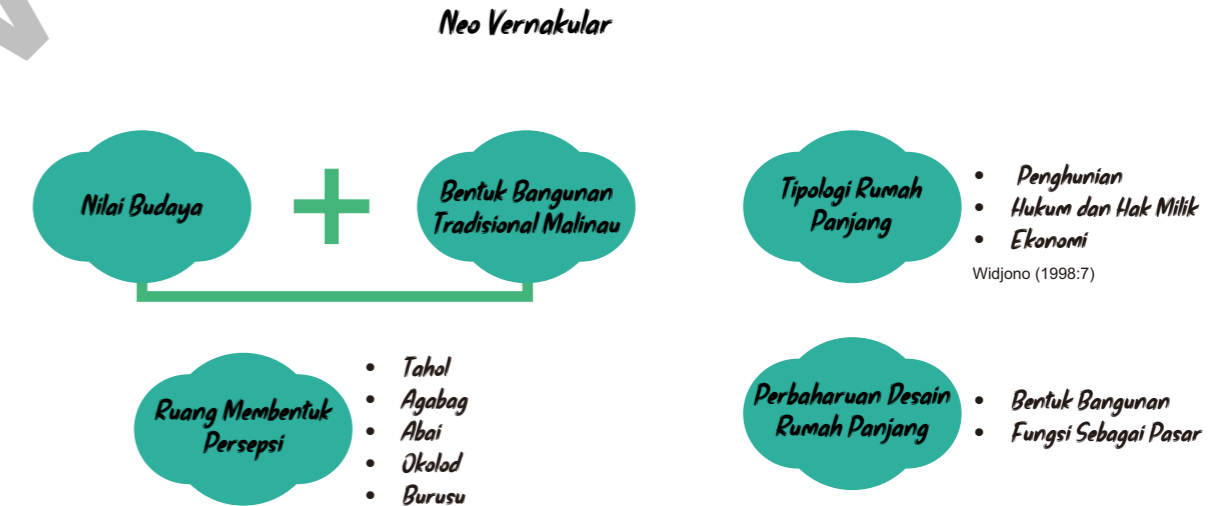 Neo Vernakular
Nilai Budaya
Bentuk Bangunan
Tradisional Malinau
Ruang Membentuk
Persepsi
• Tahol
• Agabag
• Abai
• Okolod
• Burusu
Tipologi Rumah
Panjang
• Penghunian
• Hukum dan Hak Milik
• Ekonomi
Widjono (1998:7)
Perbaharuan Desain
Rumah Panjang
• Bentuk Bangunan
• Fungsi Sebagai Pasar